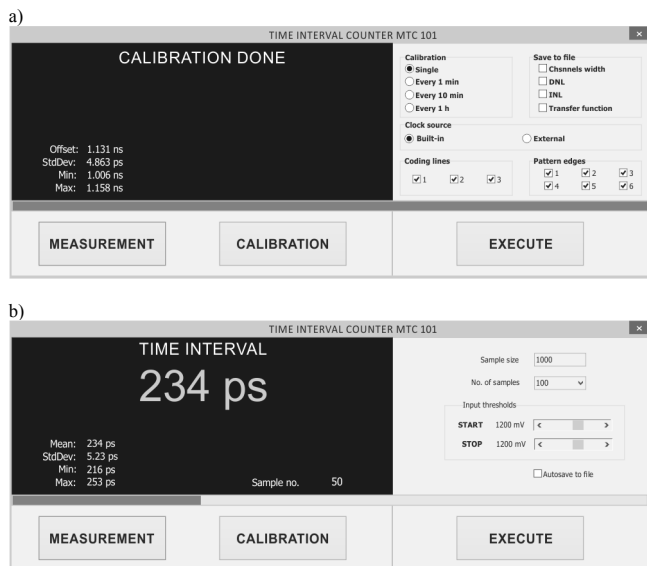 a)
TIME INTERVAL COUNTER MTC 101 ×
CALIBRATION DONE
Offset: 1.131 ns
StdDev: 4.863 ps
Min: 1.006 ns
Max: 1.158 ns
Calibration
Single
Every 1 min
Every 10 min
Every 1 h
Save to file
Chsnnels width
DNL
INL
Transfer function
Clock source
Built-in External
Coding lines
1 2 3
Pattern edges
1 2 3
4 5 6
MEASUREMENT CALIBRATION EXECUTE
b)
TIME INTERVAL COUNTER MTC 101 ×
TIME INTERVAL
234 ps
Mean: 234 ps
StdDev: 5.23 ps
Min: 216 ps
Max: 253 ps
Sample no. 50
Sample size 1000
No. of samples 100
Input thresholds
START 1200 mV < >
STOP 1200 mV < >
Autosave to file
MEASUREMENT CALIBRATION EXECUTE